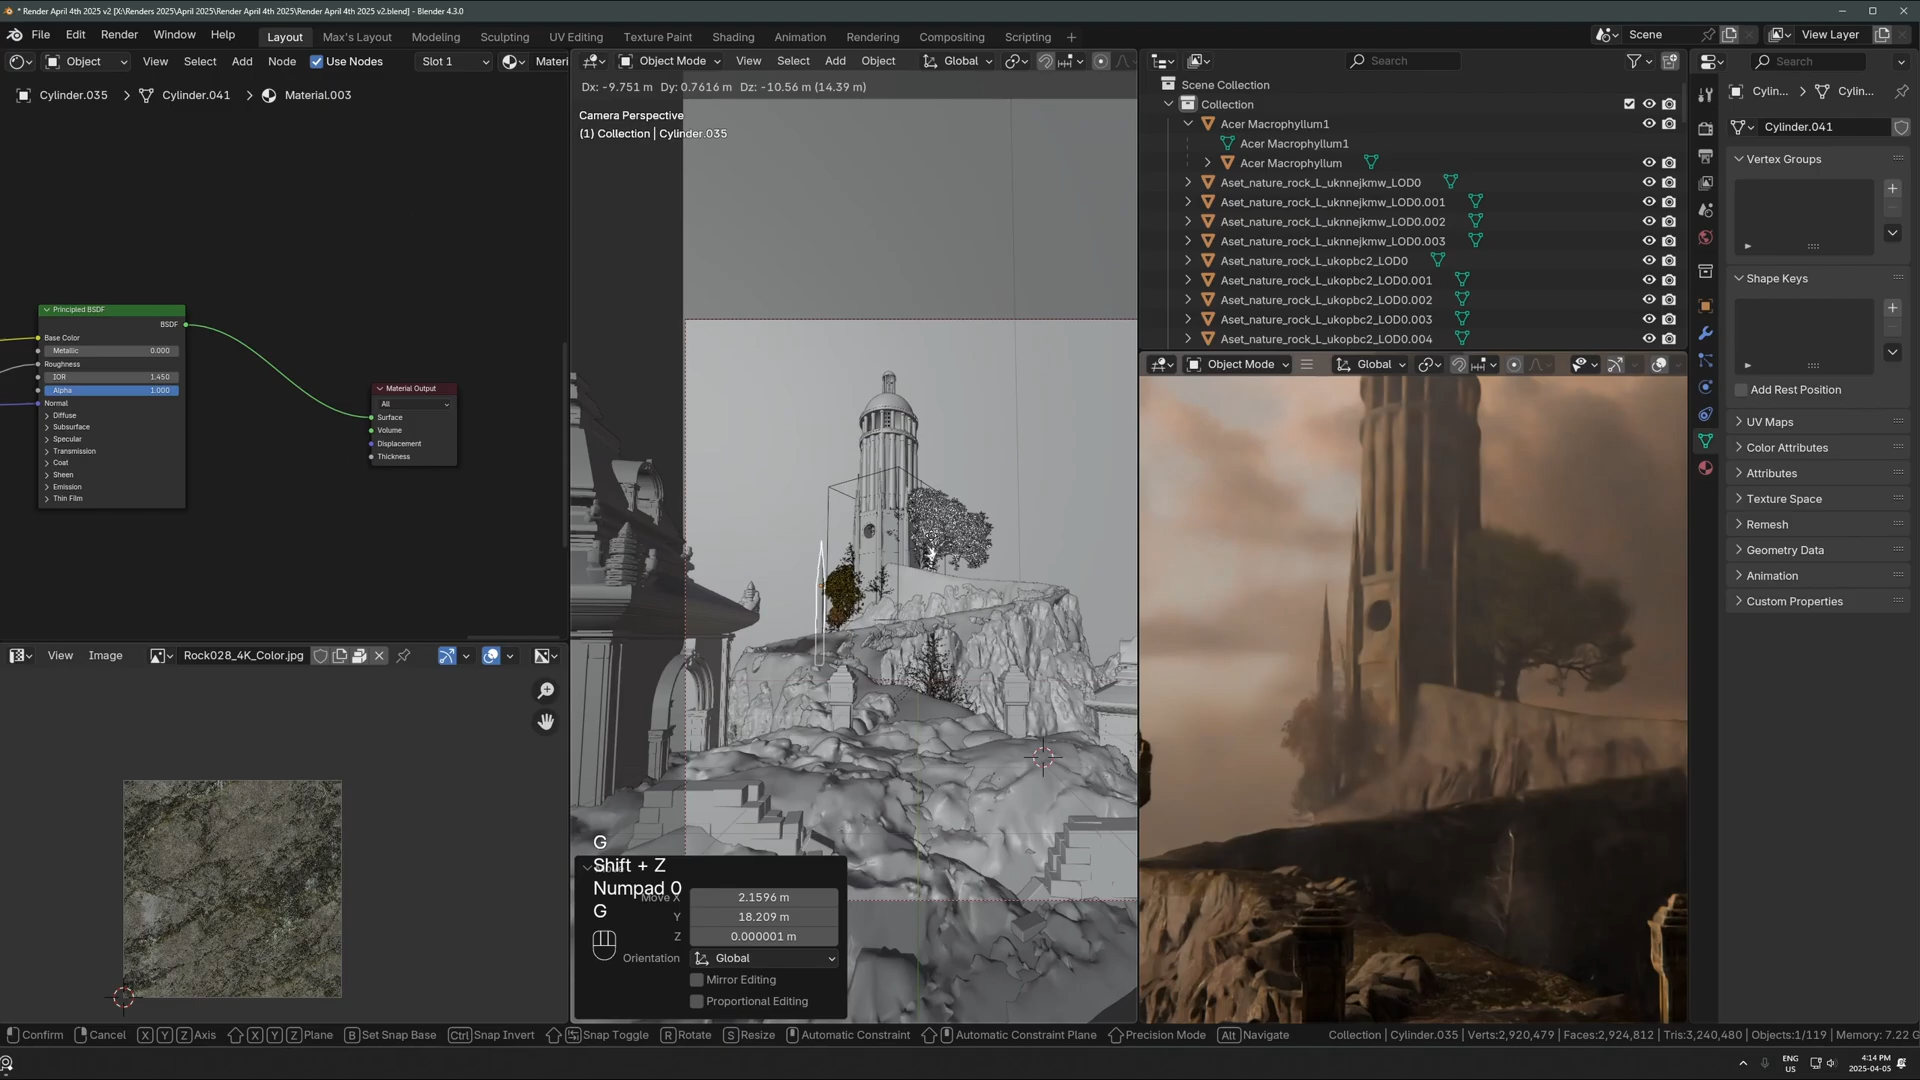 * Render April 4th 2025 v2 [X:\Renders 2025\April 2025\Render April 4th 2025\Render April 4th 2025 v2.blend] - Blender 4.3.0
File Edit Render Window Help Layout Max's Layout Modeling Sculpting UV Editing Texture Paint Shading Animation Rendering Compositing Scripting + Scene View Layer
Object View Select Add Node Use Nodes Slot 1 Materi
Object Mode View Select Add Object Global
Search
Search
Cylinder.035 > Cylinder.041 > Material.003
Dx: -9.751 m Dy: 0.7616 m Dz: -10.56 m (14.39 m)
Camera Perspective
(1) Collection | Cylinder.035
Principled BSDF
BSDF
Base Color
Metallic 0.000
Roughness
IOR 1.450
Alpha 1.000
Normal
Diffuse
Subsurface
Specular
Transmission
Coat
Sheen
Emission
Thin Film
Material Output
All
Surface
Volume
Displacement
Thickness
View Image Rock028_4K_Color.jpg
G
Shift + Z
Numpad 0
G
Move X 2.1596 m
Y 18.209 m
Z 0.000001 m
Orientation Global
Mirror Editing
Proportional Editing
Scene Collection
Collection
Acer Macrophyllum1
Acer Macrophyllum1
Acer Macrophyllum
Aset_nature_rock_L_uknnejkmw_LOD0
Aset_nature_rock_L_uknnejkmw_LOD0.001
Aset_nature_rock_L_uknnejkmw_LOD0.002
Aset_nature_rock_L_uknnejkmw_LOD0.003
Aset_nature_rock_L_ukopbc2_LOD0
Aset_nature_rock_L_ukopbc2_LOD0.001
Aset_nature_rock_L_ukopbc2_LOD0.002
Aset_nature_rock_L_ukopbc2_LOD0.003
Aset_nature_rock_L_ukopbc2_LOD0.004
Object Mode Global
Cylin... > Cylin...
Cylinder.041
Vertex Groups
Shape Keys
Add Rest Position
UV Maps
Color Attributes
Attributes
Texture Space
Remesh
Geometry Data
Animation
Custom Properties
Confirm Cancel X Y Z Axis X Y Z Plane B Set Snap Base Ctrl Snap Invert Snap Toggle R Rotate S Resize Automatic Constraint Automatic Constraint Plane Precision Mode Alt Navigate Collection | Cylinder.035 | Verts:2,920,479 | Faces:2,924,812 | Tris:3,240,480 | Objects:1/119 | Memory: 7.22 G
ENG
US
4:14 PM
2025-04-05